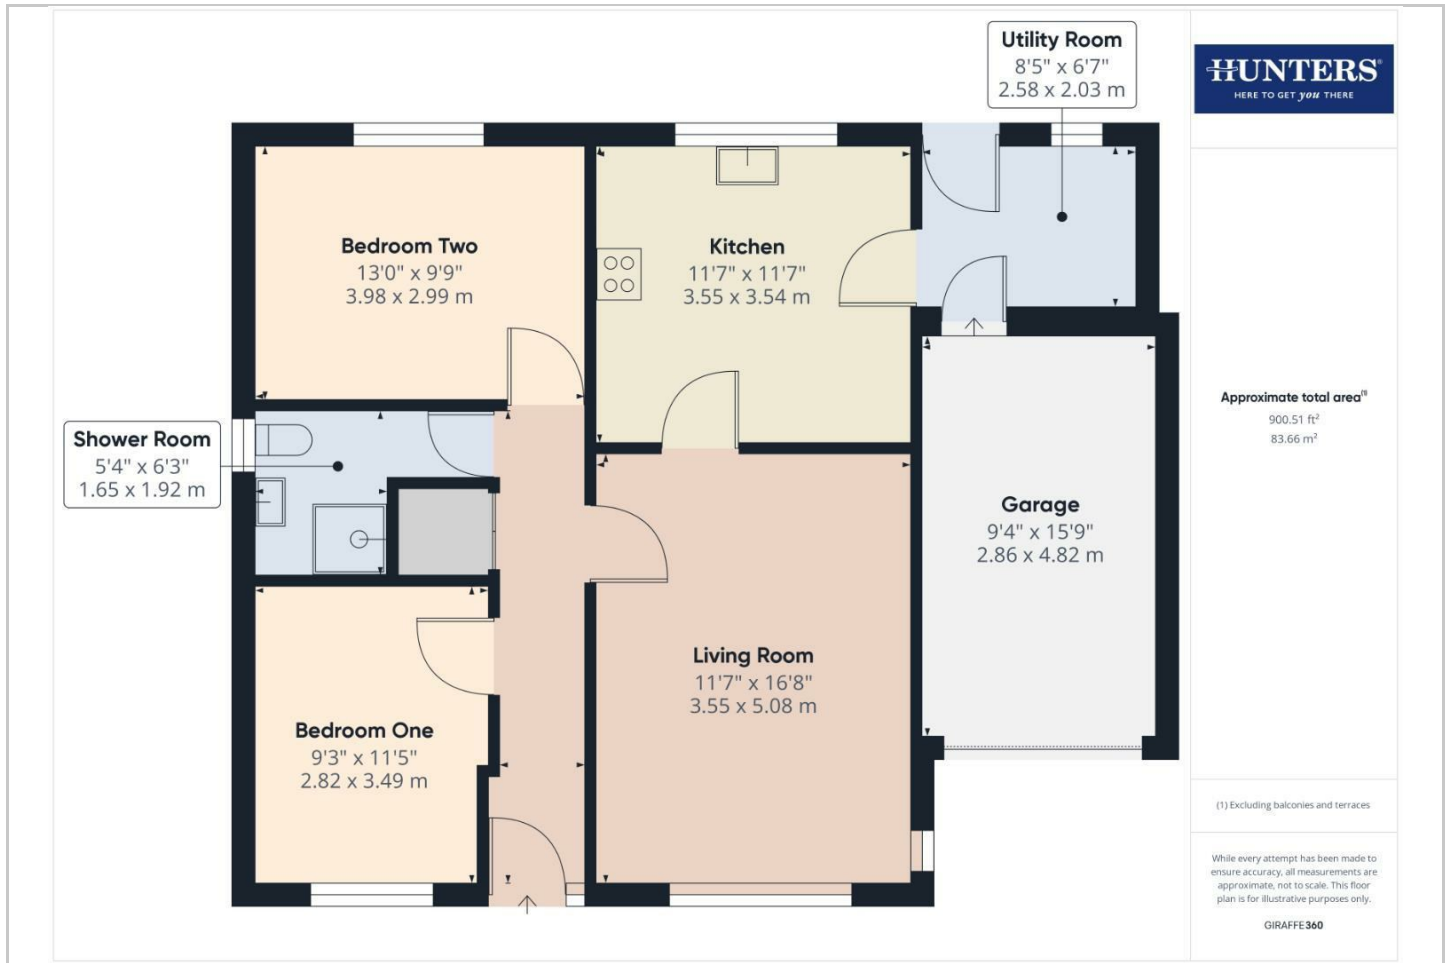 Utility Room
8'5" x 6'7"
2.58 x 2.03 m
HUNTERS®
HERE TO GET you THERE
Bedroom Two
13'0" x 9'9"
3.98 x 2.99 m
Kitchen
11'7" x 11'7"
3.55 x 3.54 m
Shower Room
5'4" x 6'3"
1.65 x 1.92 m
Approximate total area⁽¹⁾
900.51 ft²
83.66 m²
Garage
9'4" x 15'9"
2.86 x 4.82 m
Living Room
11'7" x 16'8"
3.55 x 5.08 m
Bedroom One
9'3" x 11'5"
2.82 x 3.49 m
(1) Excluding balconies and terraces
While every attempt has been made to
ensure accuracy, all measurements are
approximate, not to scale. This floor
plan is for illustrative purposes only.
GIRAFFE360